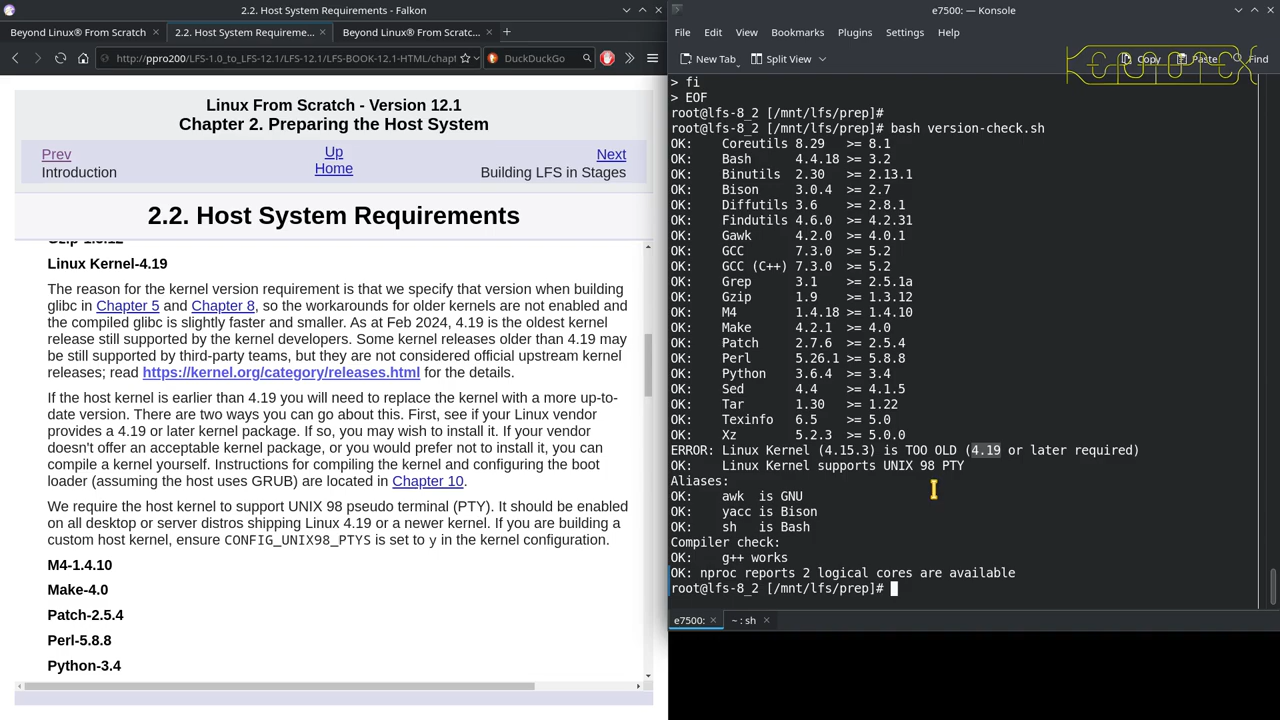 2.2. Host System Requirements - Falkon
Beyond Linux® From Scratch
2.2. Host System Requireme...
Beyond Linux® From Scratc...
http://ppro200/LFS-1.0_to_LFS-12.1/LFS-12.1/LFS-BOOK-12.1-HTML/chapt
DuckDuckGo
Linux From Scratch - Version 12.1
Chapter 2. Preparing the Host System
Prev
Introduction
Up
Home
Next
Building LFS in Stages
2.2. Host System Requirements
Gzip-1.3.12
Linux Kernel-4.19
The reason for the kernel version requirement is that we specify that version when building
glibc in Chapter 5 and Chapter 8, so the workarounds for older kernels are not enabled and
the compiled glibc is slightly faster and smaller. As at Feb 2024, 4.19 is the oldest kernel
release still supported by the kernel developers. Some kernel releases older than 4.19 may
be still supported by third-party teams, but they are not considered official upstream kernel
releases; read https://kernel.org/category/releases.html for the details.
If the host kernel is earlier than 4.19 you will need to replace the kernel with a more up-to-
date version. There are two ways you can go about this. First, see if your Linux vendor
provides a 4.19 or later kernel package. If so, you may wish to install it. If your vendor
doesn't offer an acceptable kernel package, or you would prefer not to install it, you can
compile a kernel yourself. Instructions for compiling the kernel and configuring the boot
loader (assuming the host uses GRUB) are located in Chapter 10.
We require the host kernel to support UNIX 98 pseudo terminal (PTY). It should be enabled
on all desktop or server distros shipping Linux 4.19 or a newer kernel. If you are building a
custom host kernel, ensure CONFIG_UNIX98_PTYS is set to y in the kernel configuration.
M4-1.4.10
Make-4.0
Patch-2.5.4
Perl-5.8.8
Python-3.4
e7500: — Konsole
File Edit View Bookmarks Plugins Settings Help
New Tab Split View Copy Paste Find
> fi
> EOF
root@lfs-8_2 [/mnt/lfs/prep]#
root@lfs-8_2 [/mnt/lfs/prep]# bash version-check.sh
OK: Coreutils 8.29 >= 8.1
OK: Bash 4.4.18 >= 3.2
OK: Binutils 2.30 >= 2.13.1
OK: Bison 3.0.4 >= 2.7
OK: Diffutils 3.6 >= 2.8.1
OK: Findutils 4.6.0 >= 4.2.31
OK: Gawk 4.2.0 >= 4.0.1
OK: GCC 7.3.0 >= 5.2
OK: GCC (C++) 7.3.0 >= 5.2
OK: Grep 3.1 >= 2.5.1a
OK: Gzip 1.9 >= 1.3.12
OK: M4 1.4.18 >= 1.4.10
OK: Make 4.2.1 >= 4.0
OK: Patch 2.7.6 >= 2.5.4
OK: Perl 5.26.1 >= 5.8.8
OK: Python 3.6.4 >= 3.4
OK: Sed 4.4 >= 4.1.5
OK: Tar 1.30 >= 1.22
OK: Texinfo 6.5 >= 5.0
OK: Xz 5.2.3 >= 5.0.0
ERROR: Linux Kernel (4.15.3) is TOO OLD (4.19 or later required)
OK: Linux Kernel supports UNIX 98 PTY
Aliases:
OK: awk is GNU
OK: yacc is Bison
OK: sh is Bash
Compiler check:
OK: g++ works
OK: nproc reports 2 logical cores are available
root@lfs-8_2 [/mnt/lfs/prep]#
e7500:
~ : sh